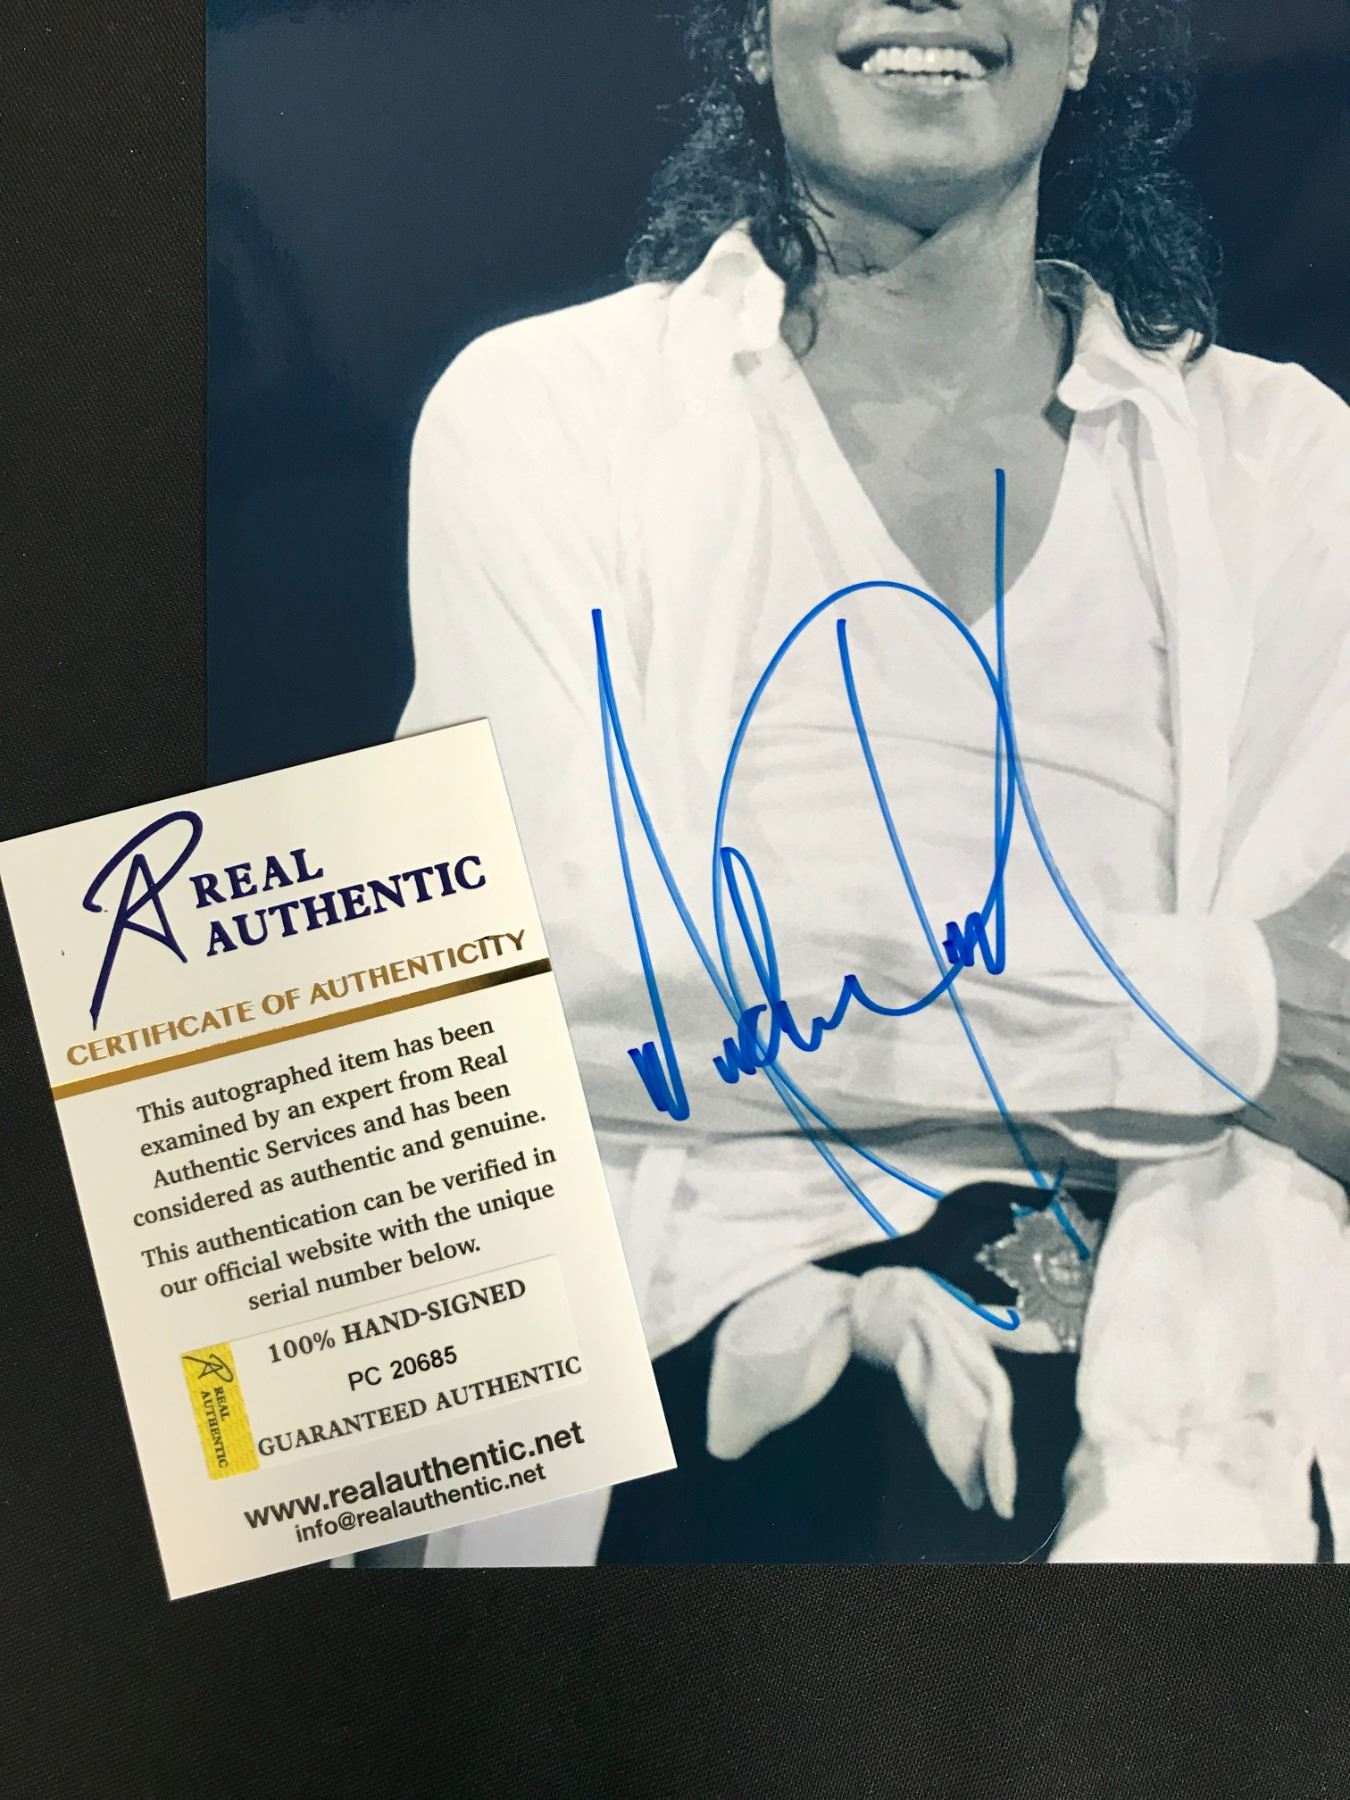 REAL
AUTHENTIC
CERTIFICATE OF AUTHENTICITY
This autographed item has been
examined by an expert from Real
Authentic Services and has been
considered as authentic and genuine.
This authentication can be verified in
our official website with the unique
serial number below.
REAL
AUTHENTIC
100% HAND-SIGNED
PC 20685
GUARANTEED AUTHENTIC
www.realauthentic.net
info@realauthentic.net